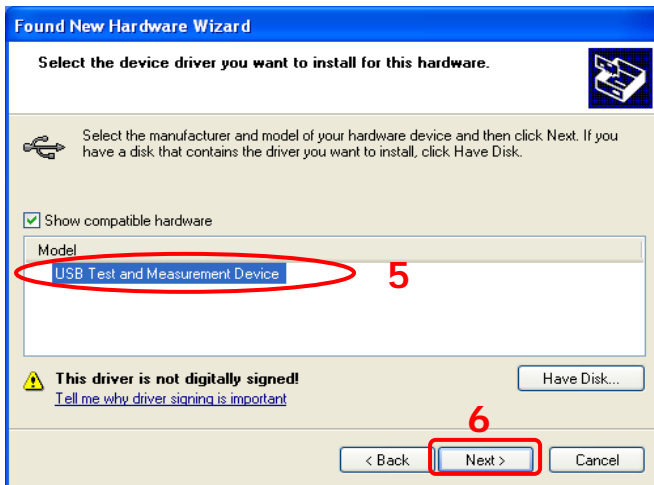 Found New Hardware Wizard
Select the device driver you want to install for this hardware.
Select the manufacturer and model of your hardware device and then click Next. If you
have a disk that contains the driver you want to install, click Have Disk.
Show compatible hardware
Model
USB Test and Measurement Device
5
This driver is not digitally signed!
Have Disk...
Tell me why driver signing is important
6
< Back
Next >
Cancel